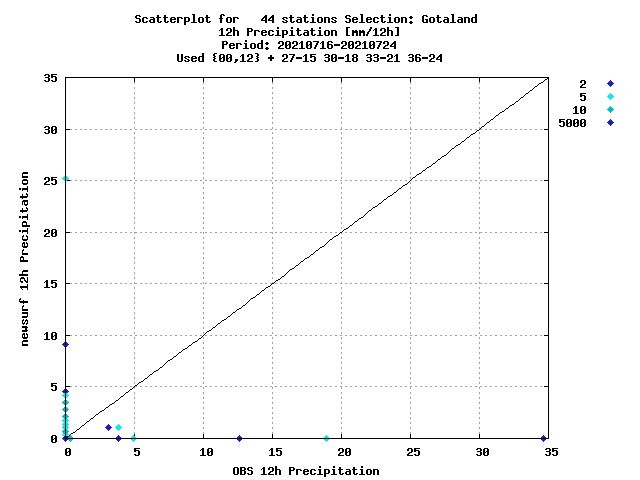 Scatterplot for   44 stations Selection: Gotaland
12h Precipitation [mm/12h]
Period: 20210716-20210724
Used {00,12} + 27-15 30-18 33-21 36-24
2
5
10
5000
35
30
25
20
15
10
5
0
newsurf 12h Precipitation
0 5 10 15 20 25 30 35
OBS 12h Precipitation